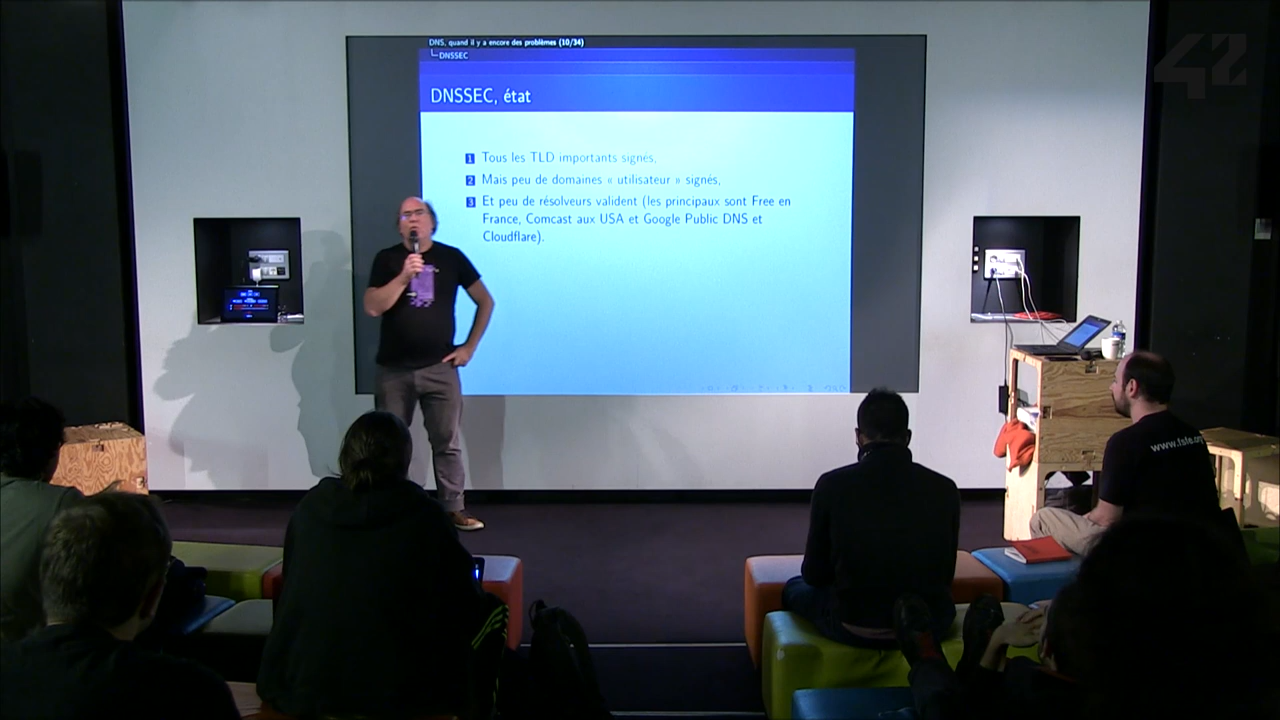 DNS, quand il y a encore des problèmes (10/34)
DNSSEC
42
DNSSEC, état
1 Tous les TLD importants signés,
2 Mais peu de domaines « utilisateur » signés,
3 Et peu de résolveurs valident (les principaux sont Free en
France, Comcast aux USA et Google Public DNS et
Cloudflare).
www.fsfe.org